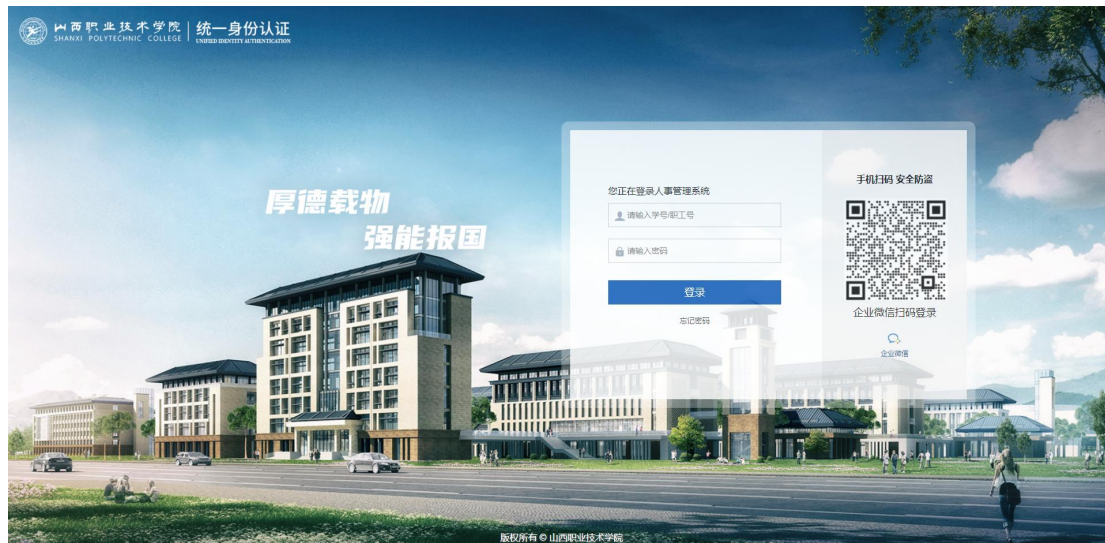 山西职业技术学院
SHANXI POLYTECHNIC COLLEGE
统一身份认证
UNIFIED IDENTITY AUTHENTICATION
厚德载物
强能报国
您正在登录人事管理系统
请输入学号/职工号
请输入密码
登录
忘记密码
手机扫码 安全防盗
企业微信扫码登录
企业微信
版权所有 © 山西职业技术学院